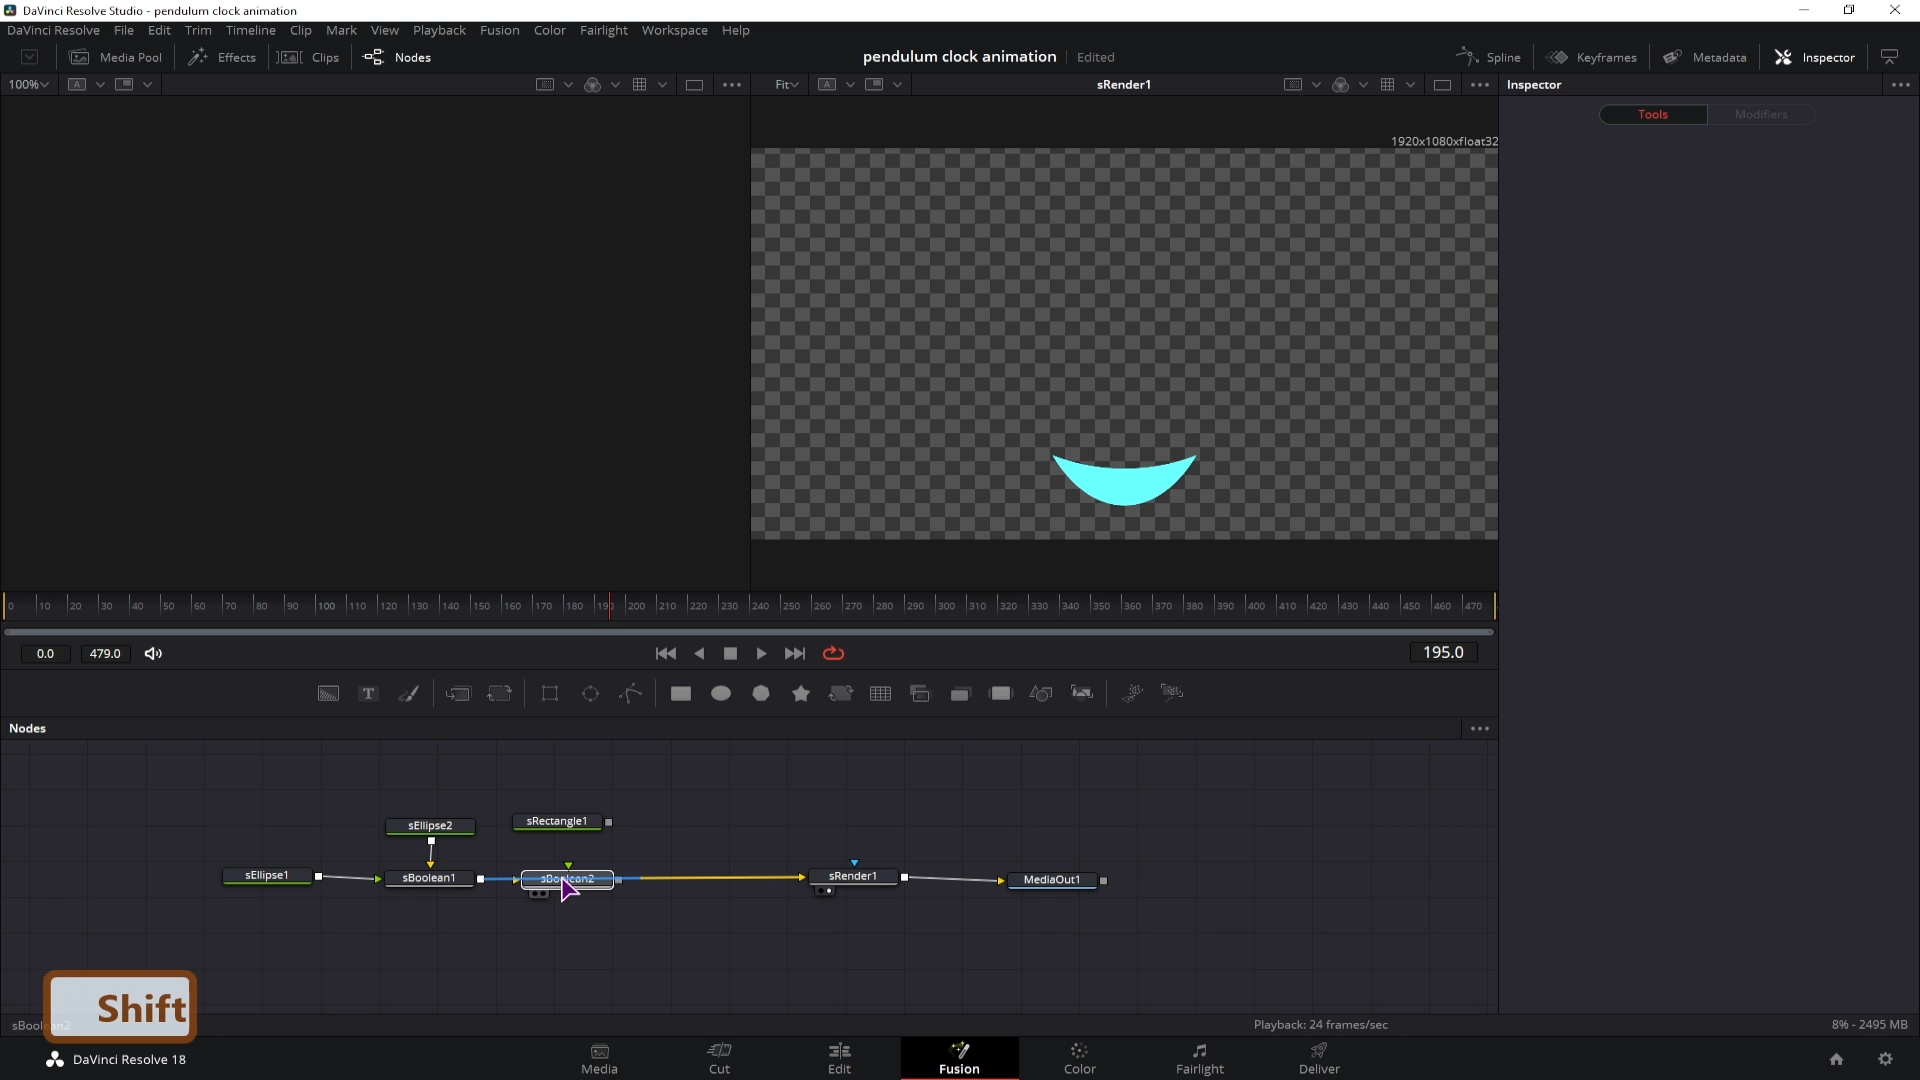 DaVinci Resolve Studio - pendulum clock animation
DaVinci Resolve File Edit Trim Timeline Clip Mark View Playback Fusion Color Fairlight Workspace Help
Media Pool Effects Clips Nodes
pendulum clock animation Edited
Spline Keyframes Metadata Inspector
100% A
Fit A sRender1
Inspector
Tools Modifiers
1920x1080xfloat32
0 10 20 30 40 50 60 70 80 90 100 110 120 130 140 150 160 170 180 190 200 210 220 230 240 250 260 270 280 290 300 310 320 330 340 350 360 370 380 390 400 410 420 430 440 450 460 470
0.0 479.0 195.0
T
Nodes
sEllipse2
sRectangle1
sEllipse1
sBoolean1
sBoolean2
sRender1
MediaOut1
Shift
Playback: 24 frames/sec
8% - 2495 MB
DaVinci Resolve 18
Media
Cut
Edit
Fusion
Color
Fairlight
Deliver